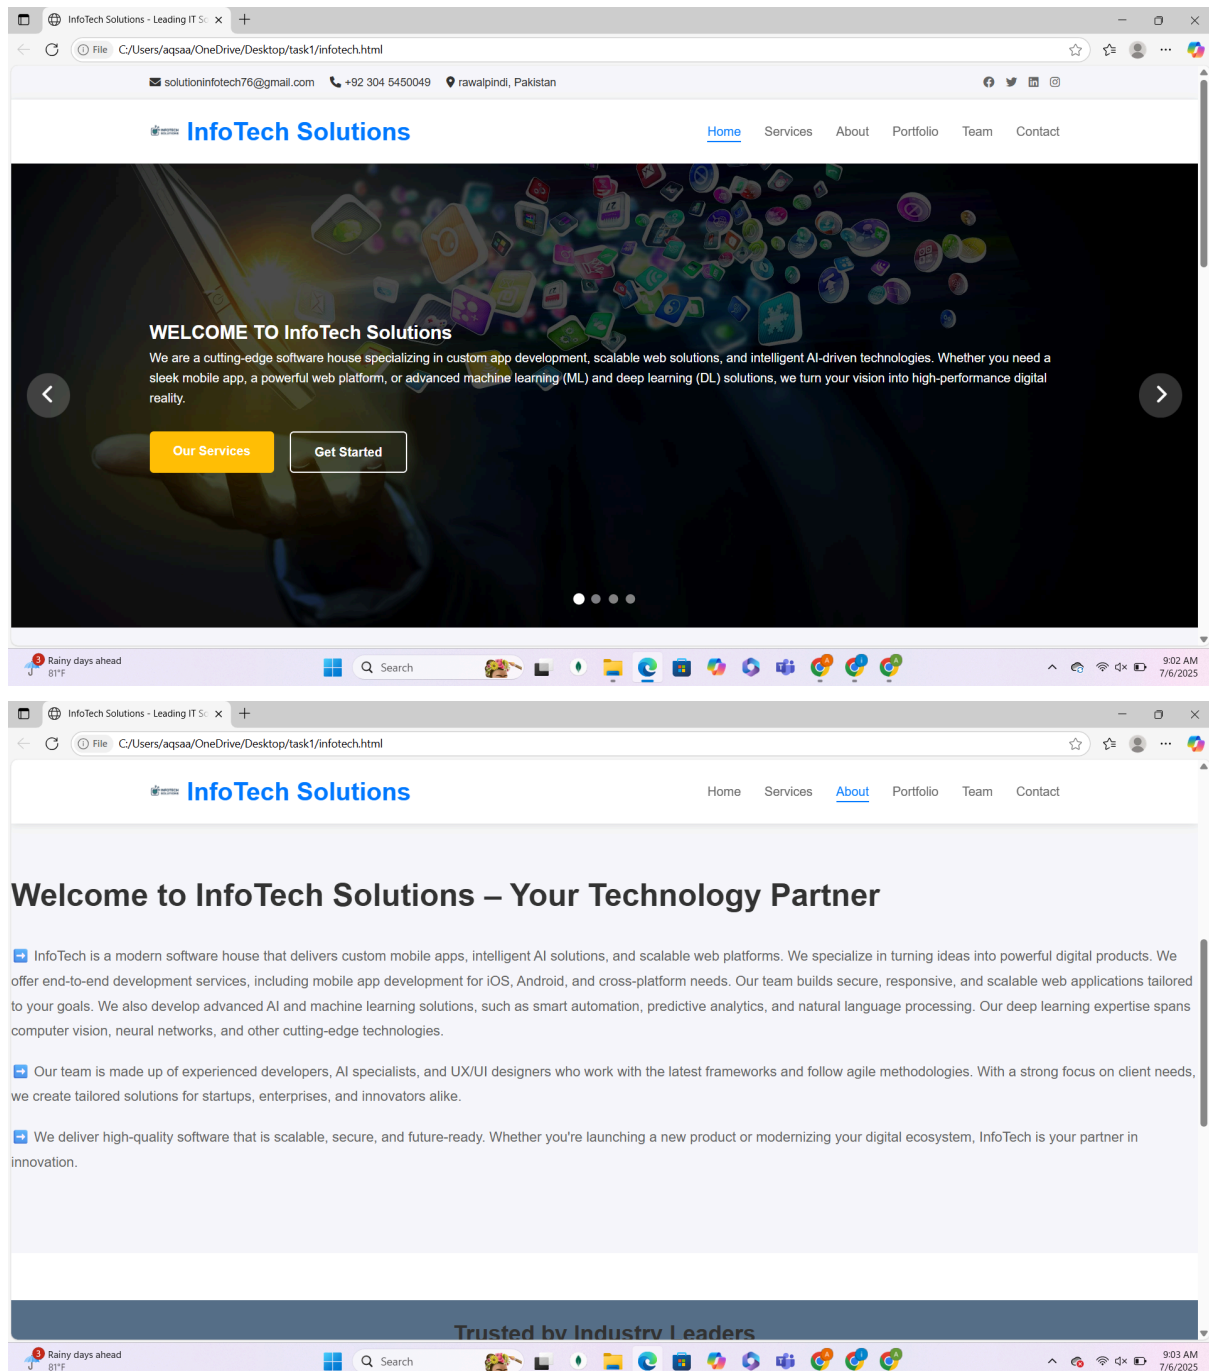 InfoTech Solutions - Leading IT Sc
File C:/Users/aqsaa/OneDrive/Desktop/task1/infotech.html
solutioninfotech76@gmail.com +92 304 5450049 rawalpindi, Pakistan
InfoTech Solutions Home Services About Portfolio Team Contact
WELCOME TO InfoTech Solutions
We are a cutting-edge software house specializing in custom app development, scalable web solutions, and intelligent AI-driven technologies. Whether you need a
sleek mobile app, a powerful web platform, or advanced machine learning (ML) and deep learning (DL) solutions, we turn your vision into high-performance digital
reality.
Our Services Get Started
3 Rainy days ahead
81°F
Search
9:02 AM
7/6/2025
InfoTech Solutions - Leading IT Sc
File C:/Users/aqsaa/OneDrive/Desktop/task1/infotech.html
InfoTech Solutions Home Services About Portfolio Team Contact
Welcome to InfoTech Solutions – Your Technology Partner
➡️ InfoTech is a modern software house that delivers custom mobile apps, intelligent AI solutions, and scalable web platforms. We specialize in turning ideas into powerful digital products. We
offer end-to-end development services, including mobile app development for iOS, Android, and cross-platform needs. Our team builds secure, responsive, and scalable web applications tailored
to your goals. We also develop advanced AI and machine learning solutions, such as smart automation, predictive analytics, and natural language processing. Our deep learning expertise spans
computer vision, neural networks, and other cutting-edge technologies.
➡️ Our team is made up of experienced developers, AI specialists, and UX/UI designers who work with the latest frameworks and follow agile methodologies. With a strong focus on client needs,
we create tailored solutions for startups, enterprises, and innovators alike.
➡️ We deliver high-quality software that is scalable, secure, and future-ready. Whether you're launching a new product or modernizing your digital ecosystem, InfoTech is your partner in
innovation.
Trusted by Industry Leaders
3 Rainy days ahead
81°F
Search
9:03 AM
7/6/2025